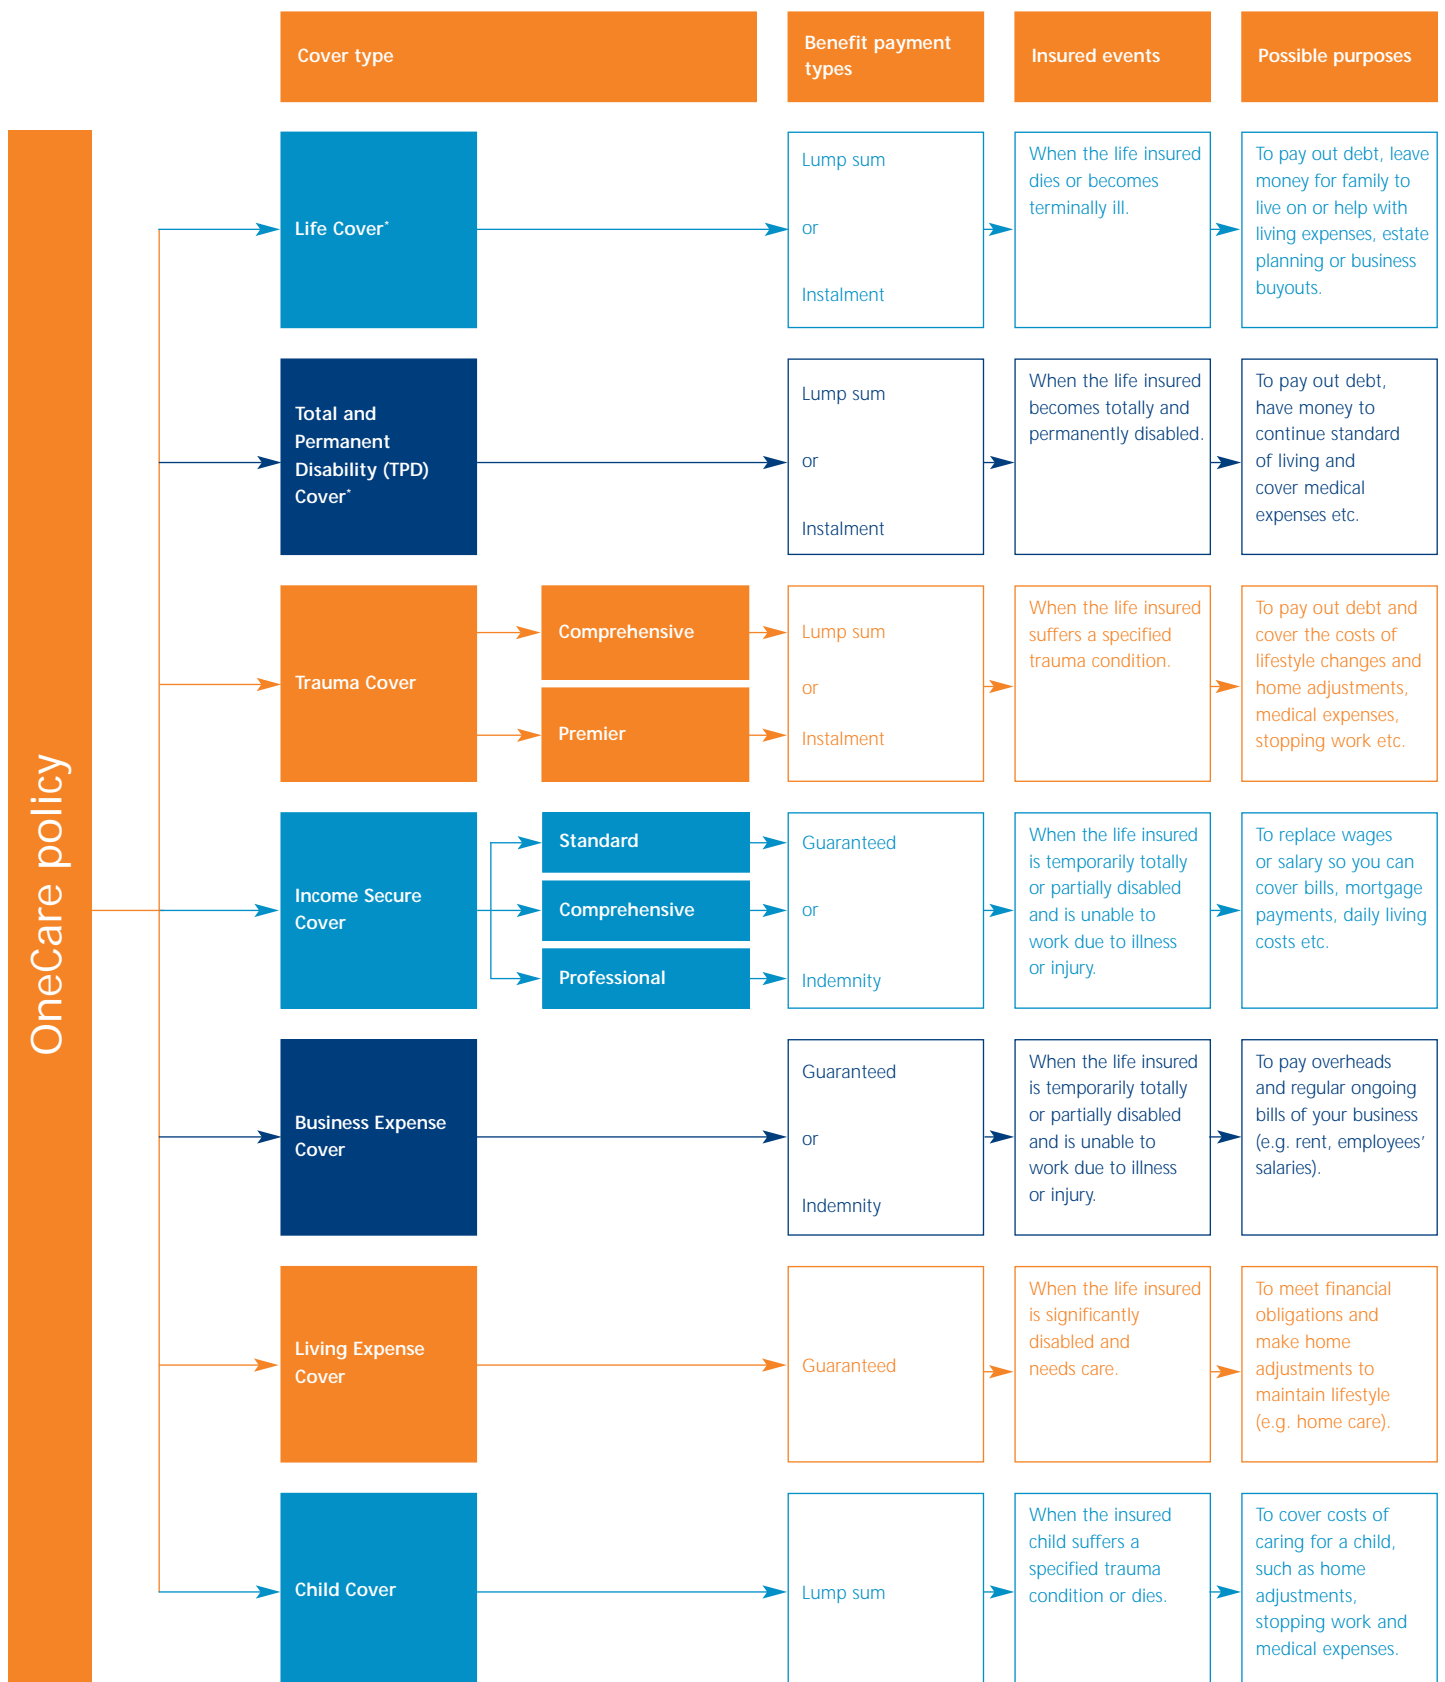 Cover type
Benefit payment
types
Insured events
Possible purposes
OneCare policy
Life Cover*
Lump sum
or
Instalment
When the life insured
dies or becomes
terminally ill.
To pay out debt, leave
money for family to
live on or help with
living expenses, estate
planning or business
buyouts.
Total and
Permanent
Disability (TPD)
Cover*
Lump sum
or
Instalment
When the life insured
becomes totally and
permanently disabled.
To pay out debt,
have money to
continue standard
of living and
cover medical
expenses etc.
Trauma Cover
Comprehensive
Premier
Lump sum
or
Instalment
When the life insured
suffers a specified
trauma condition.
To pay out debt and
cover the costs of
lifestyle changes and
home adjustments,
medical expenses,
stopping work etc.
Income Secure
Cover
Standard
Comprehensive
Professional
Guaranteed
or
Indemnity
When the life insured
is temporarily totally
or partially disabled
and is unable to
work due to illness
or injury.
To replace wages
or salary so you can
cover bills, mortgage
payments, daily living
costs etc.
Business Expense
Cover
Guaranteed
or
Indemnity
When the life insured
is temporarily totally
or partially disabled
and is unable to
work due to illness
or injury.
To pay overheads
and regular ongoing
bills of your business
(e.g. rent, employees'
salaries).
Living Expense
Cover
Guaranteed
When the life insured
is significantly
disabled and
needs care.
To meet financial
obligations and
make home
adjustments to
maintain lifestyle
(e.g. home care).
Child Cover
Lump sum
When the insured
child suffers a
specified trauma
condition or dies.
To cover costs of
caring for a child,
such as home
adjustments,
stopping work and
medical expenses.